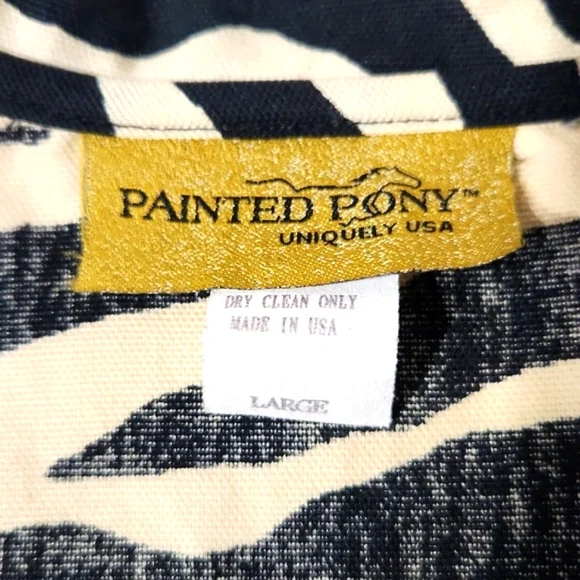 PAINTED PONY™
UNIQUELY USA
DRY CLEAN ONLY
MADE IN USA
LARGE